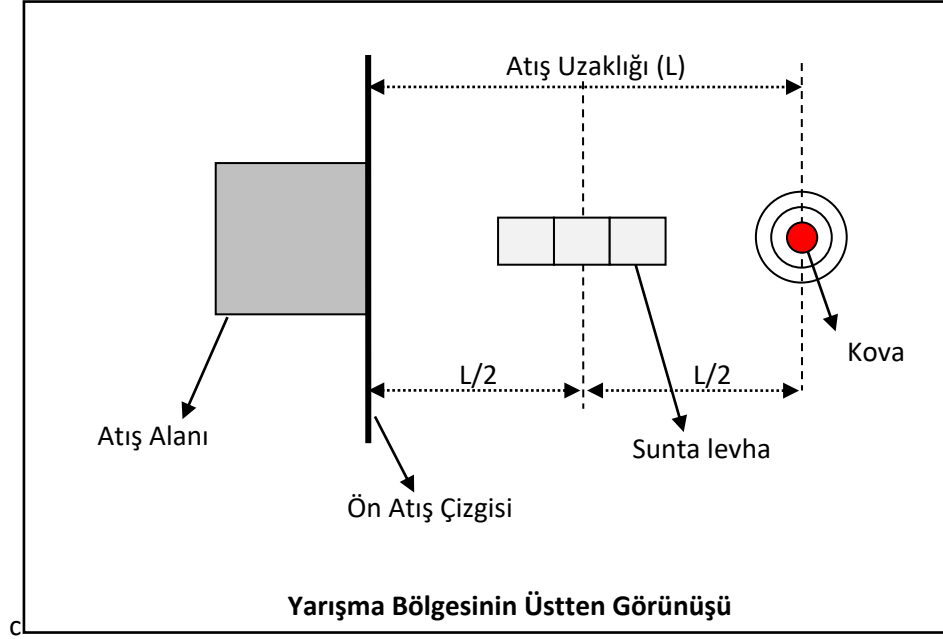 Atış Uzaklığı (L)
Kova
L/2
L/2
Atış Alanı
Sunta levha
Ön Atış Çizgisi
Yarışma Bölgesinin Üstten Görünüşü
c